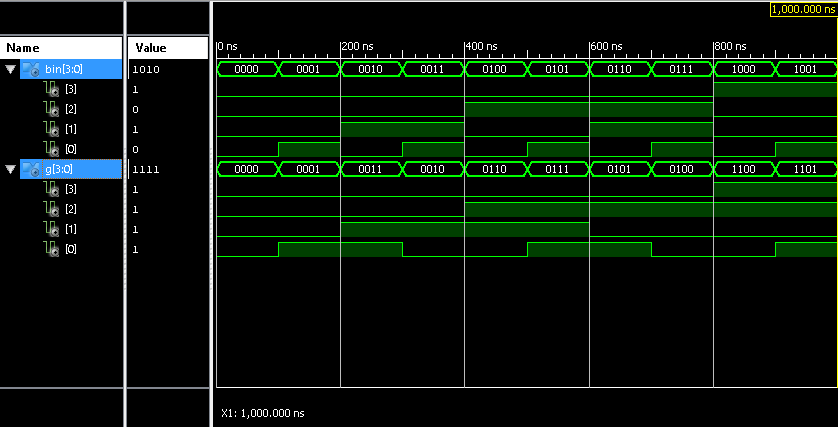 1,000.000 ns
Name Value 0 ns 200 ns 400 ns 600 ns 800 ns
bin[3:0] 1010 0000 0001 0010 0011 0100 0101 0110 0111 1000 1001
[3] 1
[2] 0
[1] 1
[0] 0
g[3:0] 1111 0000 0001 0011 0010 0110 0111 0101 0100 1100 1101
[3] 1
[2] 1
[1] 1
[0] 1
X1: 1,000.000 ns